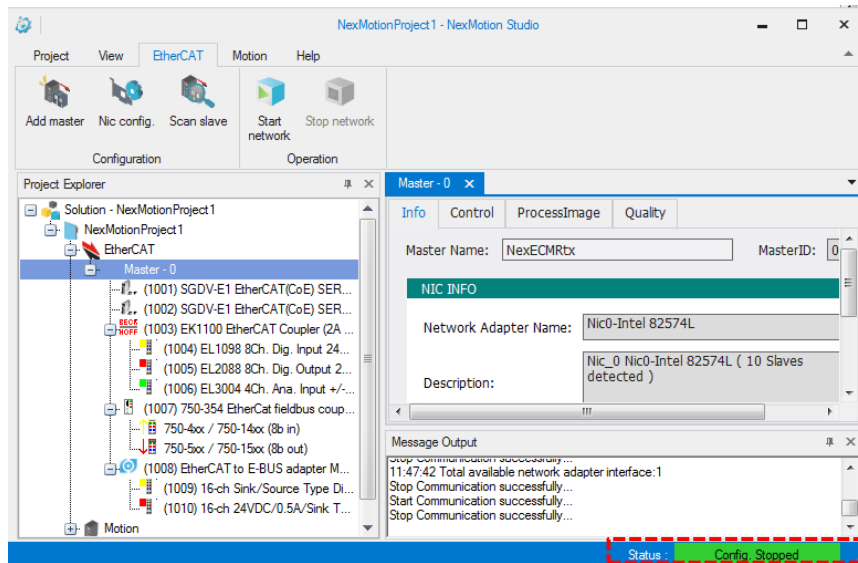 NexMotionProject1 - NexMotion Studio
Project View EtherCAT Motion Help
Add master Nic config. Scan slave Start network Stop network
Configuration Operation
Project Explorer
Solution - NexMotionProject1
NexMotionProject1
EtherCAT
Master - 0
(1001) SGDV-E1 EtherCAT(CoE) SER...
(1002) SGDV-E1 EtherCAT(CoE) SER...
BECK HOFF (1003) EK1100 EtherCAT Coupler (2A
(1004) EL1098 8Ch. Dig. Input 24...
(1005) EL2088 8Ch. Dig. Output 2...
(1006) EL3004 4Ch. Ana. Input +/-...
(1007) 750-354 EtherCat fieldbus coup...
750-4xx / 750-14xx (8b in)
750-5xx / 750-15xx (8b out)
(1008) EtherCAT to E-BUS adapter M...
(1009) 16-ch Sink/Source Type Di...
(1010) 16-ch 24VDC/0.5A/Sink T...
Motion
Master - 0
Info Control ProcessImage Quality
Master Name: NexECMRtx MasterID: 0
NIC INFO
Network Adapter Name: Nic0-Intel 82574L
Description: Nic_0 Nic0-Intel 82574L ( 10 Slaves
detected )
Message Output
Stop Communication successfully...
11:47:42 Total available network adapter interface:1
Stop Communication successfully...
Start Communication successfully...
Stop Communication successfully...
Status : Config. Stopped